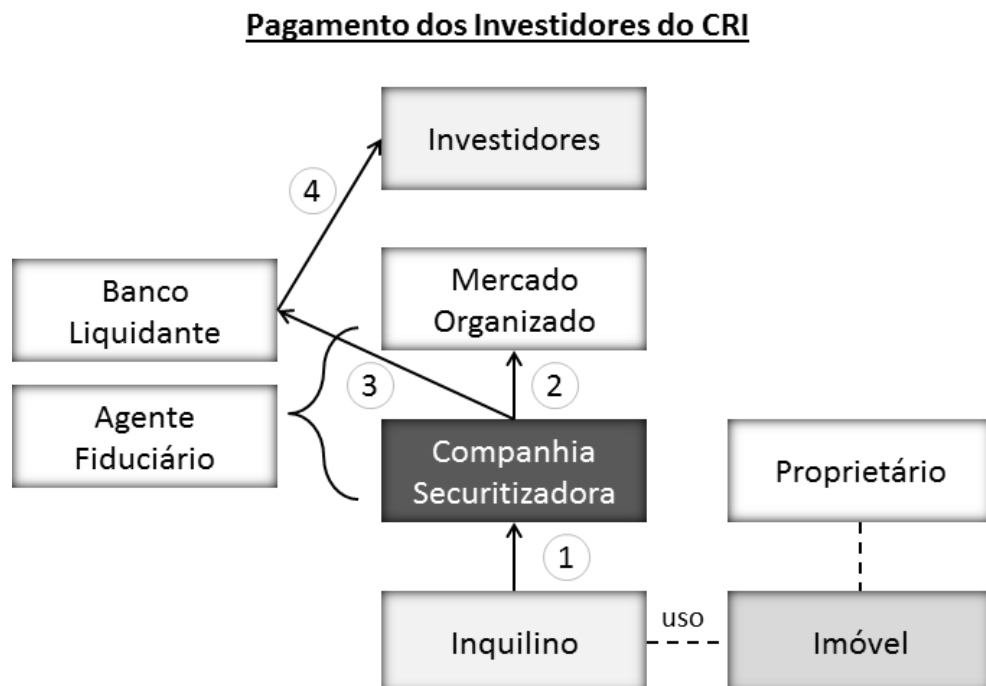 Pagamento dos Investidores do CRI
Investidores
4
Banco
Liquidante
Mercado
Organizado
3
2
Agente
Fiduciário
Companhia
Securitizadora
Proprietário
1
Inquilino
uso
Imóvel